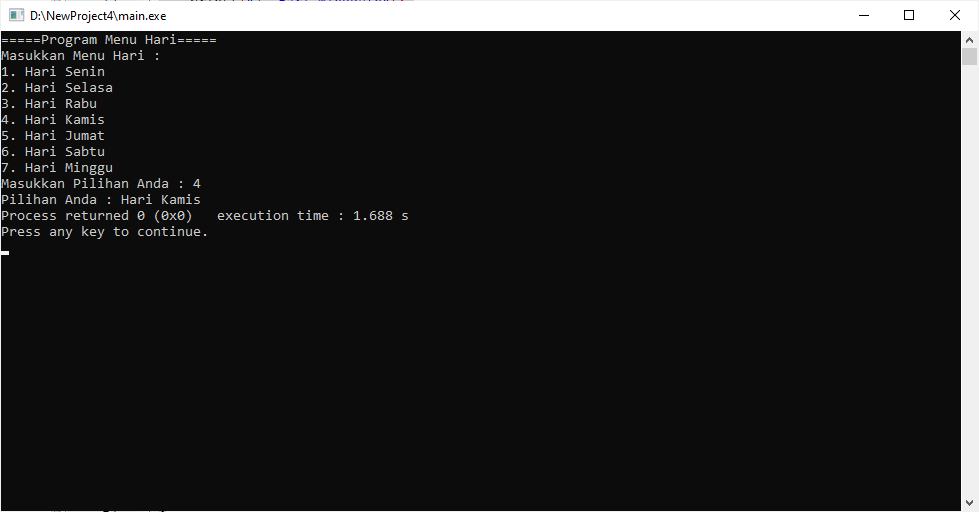 D:\NewProject4\main.exe
=====Program Menu Hari=====
Masukkan Menu Hari :
1. Hari Senin
2. Hari Selasa
3. Hari Rabu
4. Hari Kamis
5. Hari Jumat
6. Hari Sabtu
7. Hari Minggu
Masukkan Pilihan Anda : 4
Pilihan Anda : Hari Kamis
Process returned 0 (0x0)   execution time : 1.688 s
Press any key to continue.